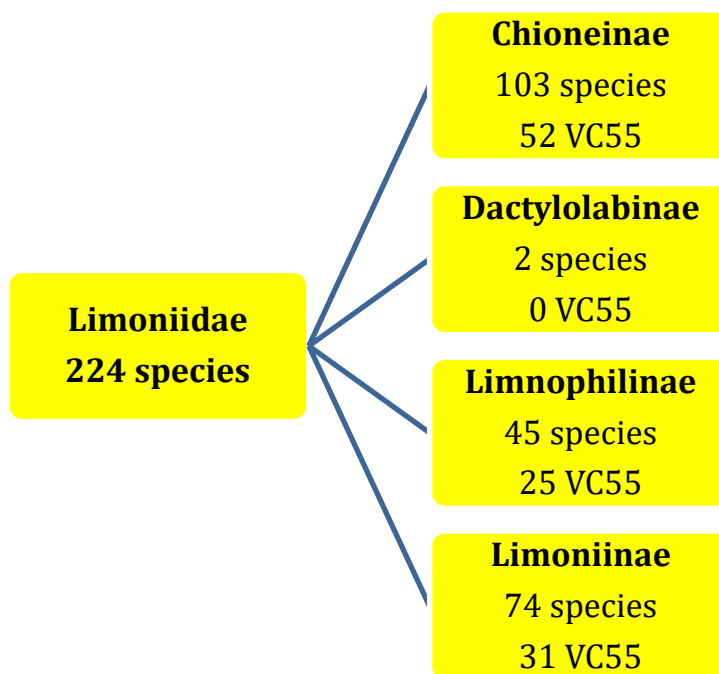 Limoniidae
224 species
Chioneinae
103 species
52 VC55
Dactylolabinae
2 species
0 VC55
Limnophilinae
45 species
25 VC55
Limoniinae
74 species
31 VC55